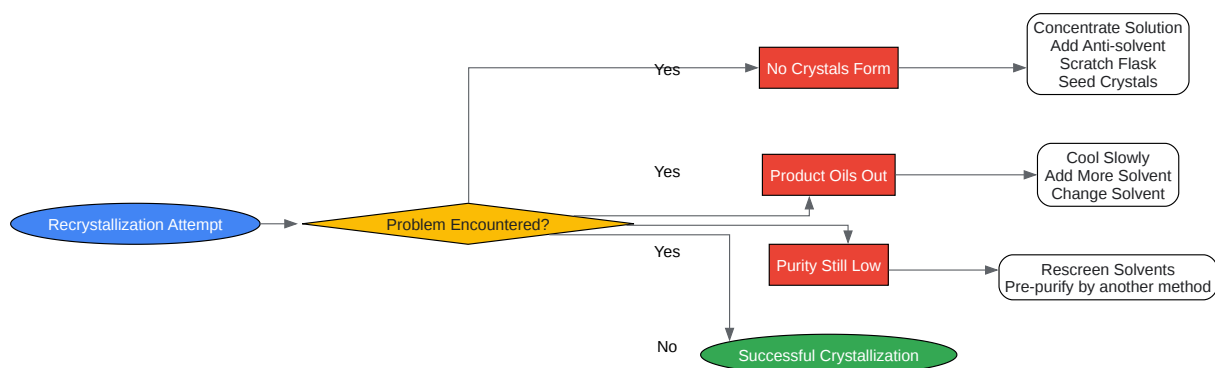 Recrystallization Attempt
Problem Encountered?
Yes
No Crystals Form
Concentrate Solution
Add Anti-solvent
Scratch Flask
Seed Crystals
Yes
Product Oils Out
Cool Slowly
Add More Solvent
Change Solvent
Yes
Purity Still Low
Rescreen Solvents
Pre-purify by another method
No
Successful Crystallization